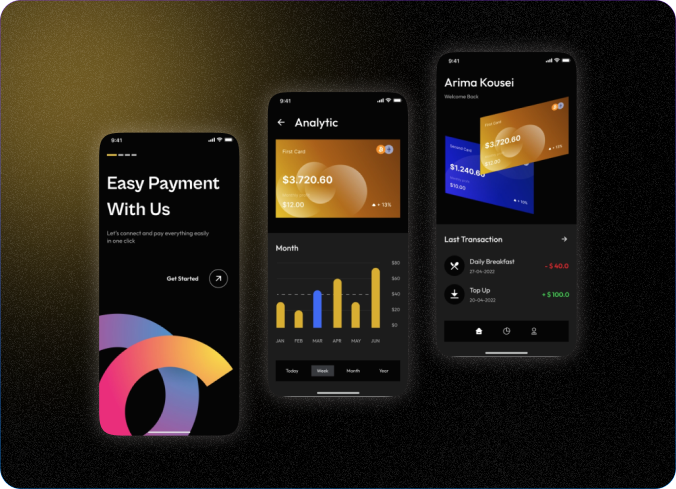 9:41
Easy Payment
With Us
Let's connect and pay everything easily
in one click
Get Started
9:41
Analytic
First Card
$3.720.60
$12.00
+ 13%
Month
$80
$60
$40
$20
$0
JAN FEB MAR APR MAY JUN
Today Week Month Year
9:41
Arima Kousei
Welcome Back
First Card
$3.720.60
$12.00
+ 13%
Second Card
$1.240.60
$10.00
+ 10%
Last Transaction
Daily Breakfast
27-04-2022
- $ 40.0
Top Up
20-04-2022
+ $ 100.0